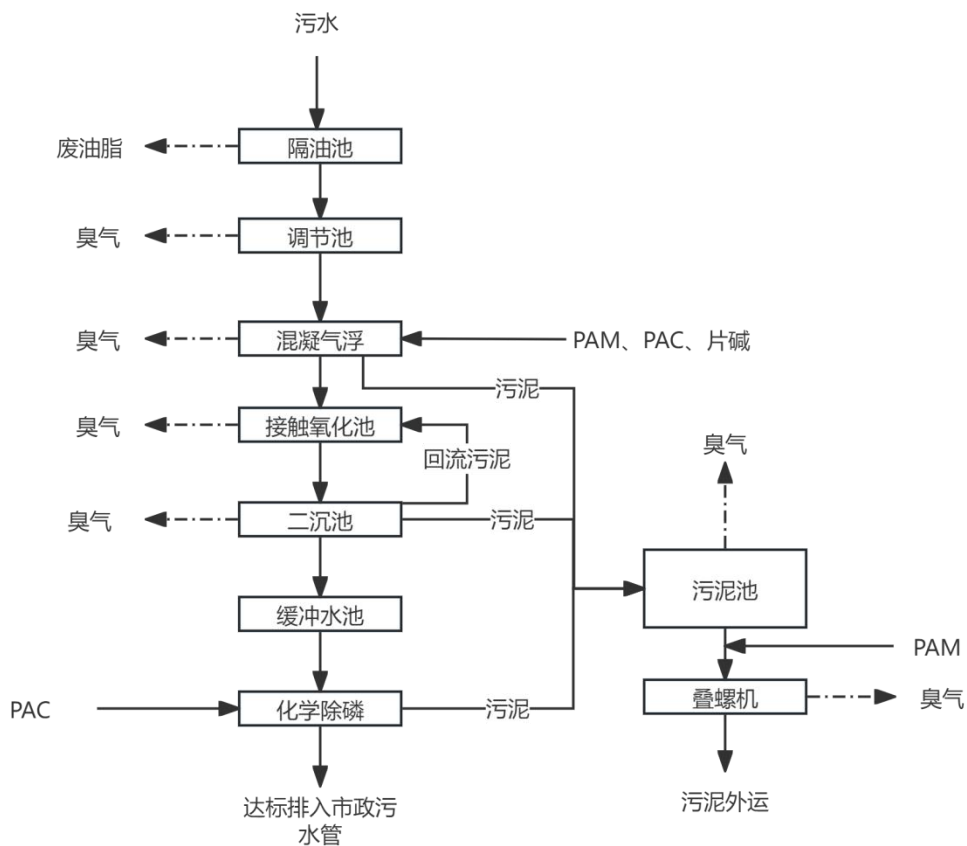 污水
废油脂
隔油池
臭气
调节池
臭气
混凝气浮
PAM、PAC、片碱
污泥
臭气
接触氧化池
回流污泥
臭气
臭气
二沉池
污泥
污泥池
缓冲水池
PAM
PAC
化学除磷
污泥
叠螺机
臭气
达标排入市政污
水管
污泥外运